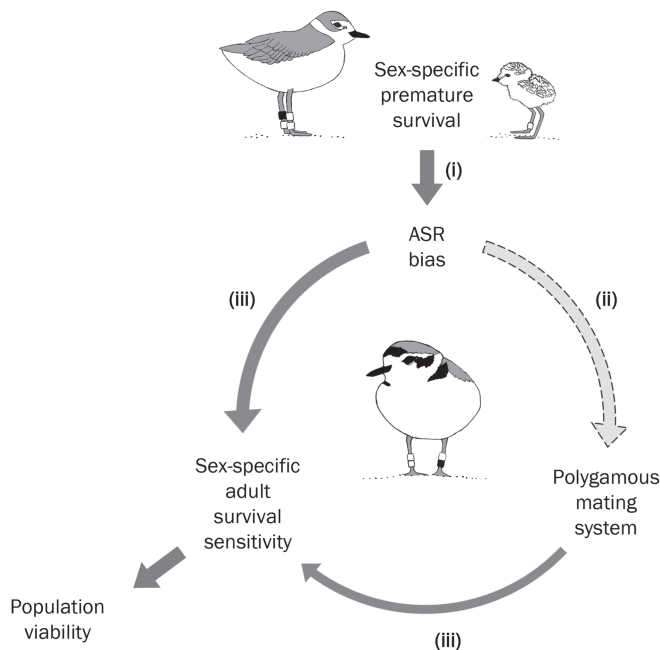 Sex-specific
premature
survival
(i)
ASR
bias
(iii)
(ii)
Sex-specific
adult
survival
sensitivity
Polygamous
mating
system
Population
viability
(iii)